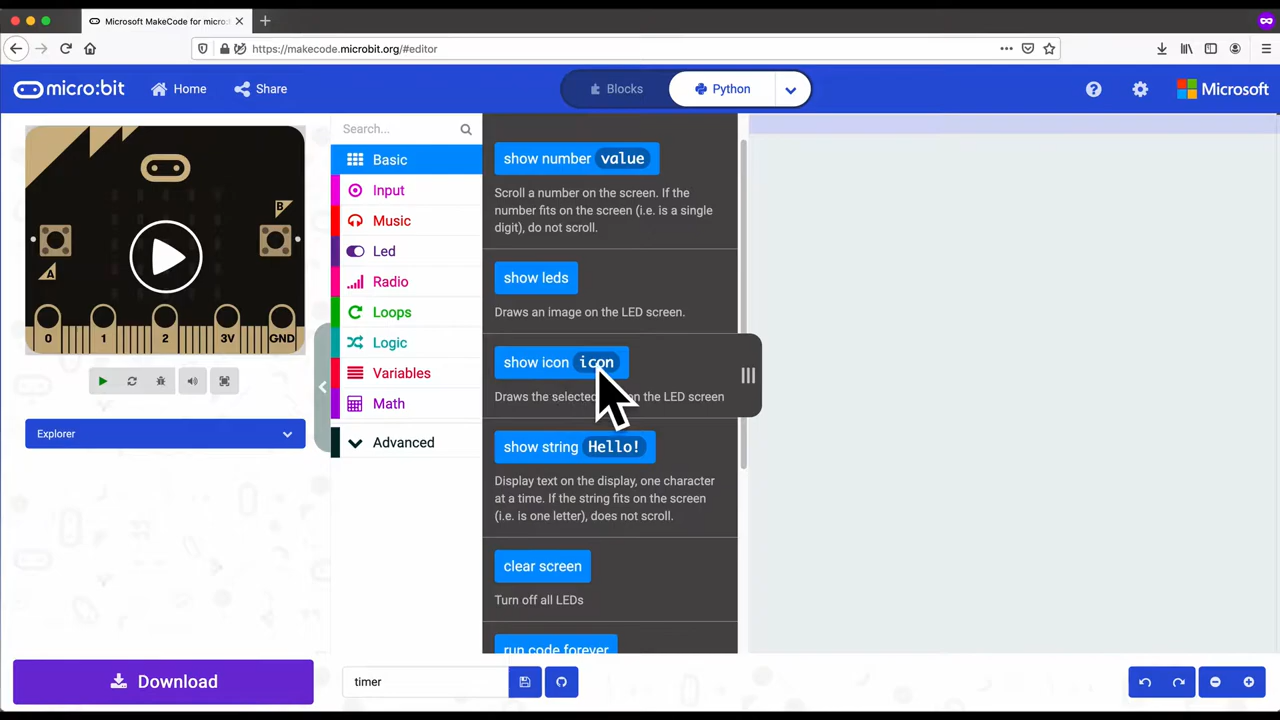 Microsoft MakeCode for micro:
https://makecode.microbit.org/#editor
micro:bit
Home
Share
Blocks
Python
Microsoft
Search...
Basic
Input
Music
Led
Radio
Loops
Logic
Variables
Math
Advanced
B
A
0
1
2
3V
GND
Explorer
Download
show number value
Scroll a number on the screen. If the
number fits on the screen (i.e. is a single
digit), do not scroll.
show leds
Draws an image on the LED screen.
show icon icon
Draws the selected on the LED screen
show string Hello!
Display text on the display, one character
at a time. If the string fits on the screen
(i.e. is one letter), does not scroll.
clear screen
Turn off all LEDs
run code forever
timer